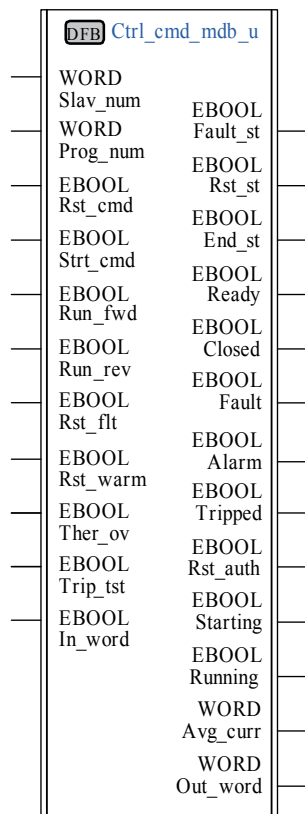 DFB Ctrl_cmd_mdb_u
WORD
Slav_num
WORD
Prog_num
EBOOL
Rst_cmd
EBOOL
Strt_cmd
EBOOL
Run_fwd
EBOOL
Run_rev
EBOOL
Rst_flt
EBOOL
Rst_warm
EBOOL
Ther_ov
EBOOL
Trip_tst
EBOOL
In_word
EBOOL
Fault_st
EBOOL
Rst_st
EBOOL
End_st
EBOOL
Ready
EBOOL
Closed
EBOOL
Fault
EBOOL
Alarm
EBOOL
Tripped
EBOOL
Rst_auth
EBOOL
Starting
EBOOL
Running
WORD
Avg_curr
WORD
Out_word